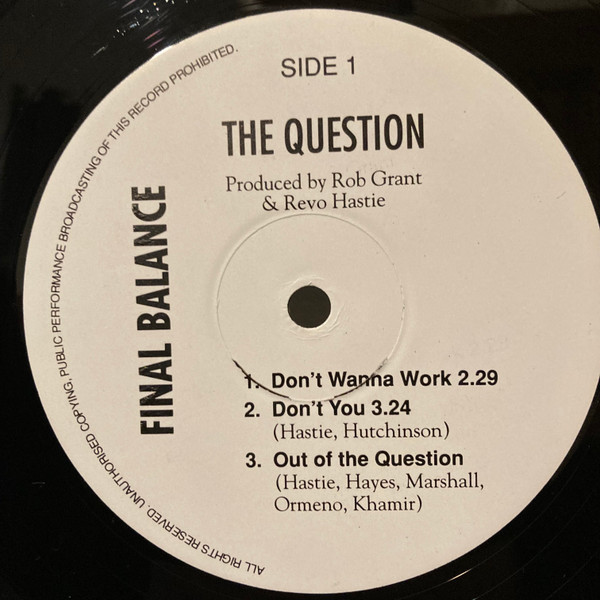 SIDE 1
THE QUESTION
Produced by Rob Grant
& Revo Hastie
FINAL BALANCE
1. Don't Wanna Work 2.29
2. Don't You 3.24
(Hastie, Hutchinson)
3. Out of the Question
(Hastie, Hayes, Marshall,
Ormeno, Khamir)
ALL RIGHTS RESERVED. UNAUTHORISED COPYING, PUBLIC PERFORMANCE BROADCASTING OF THIS RECORD PROHIBITED.